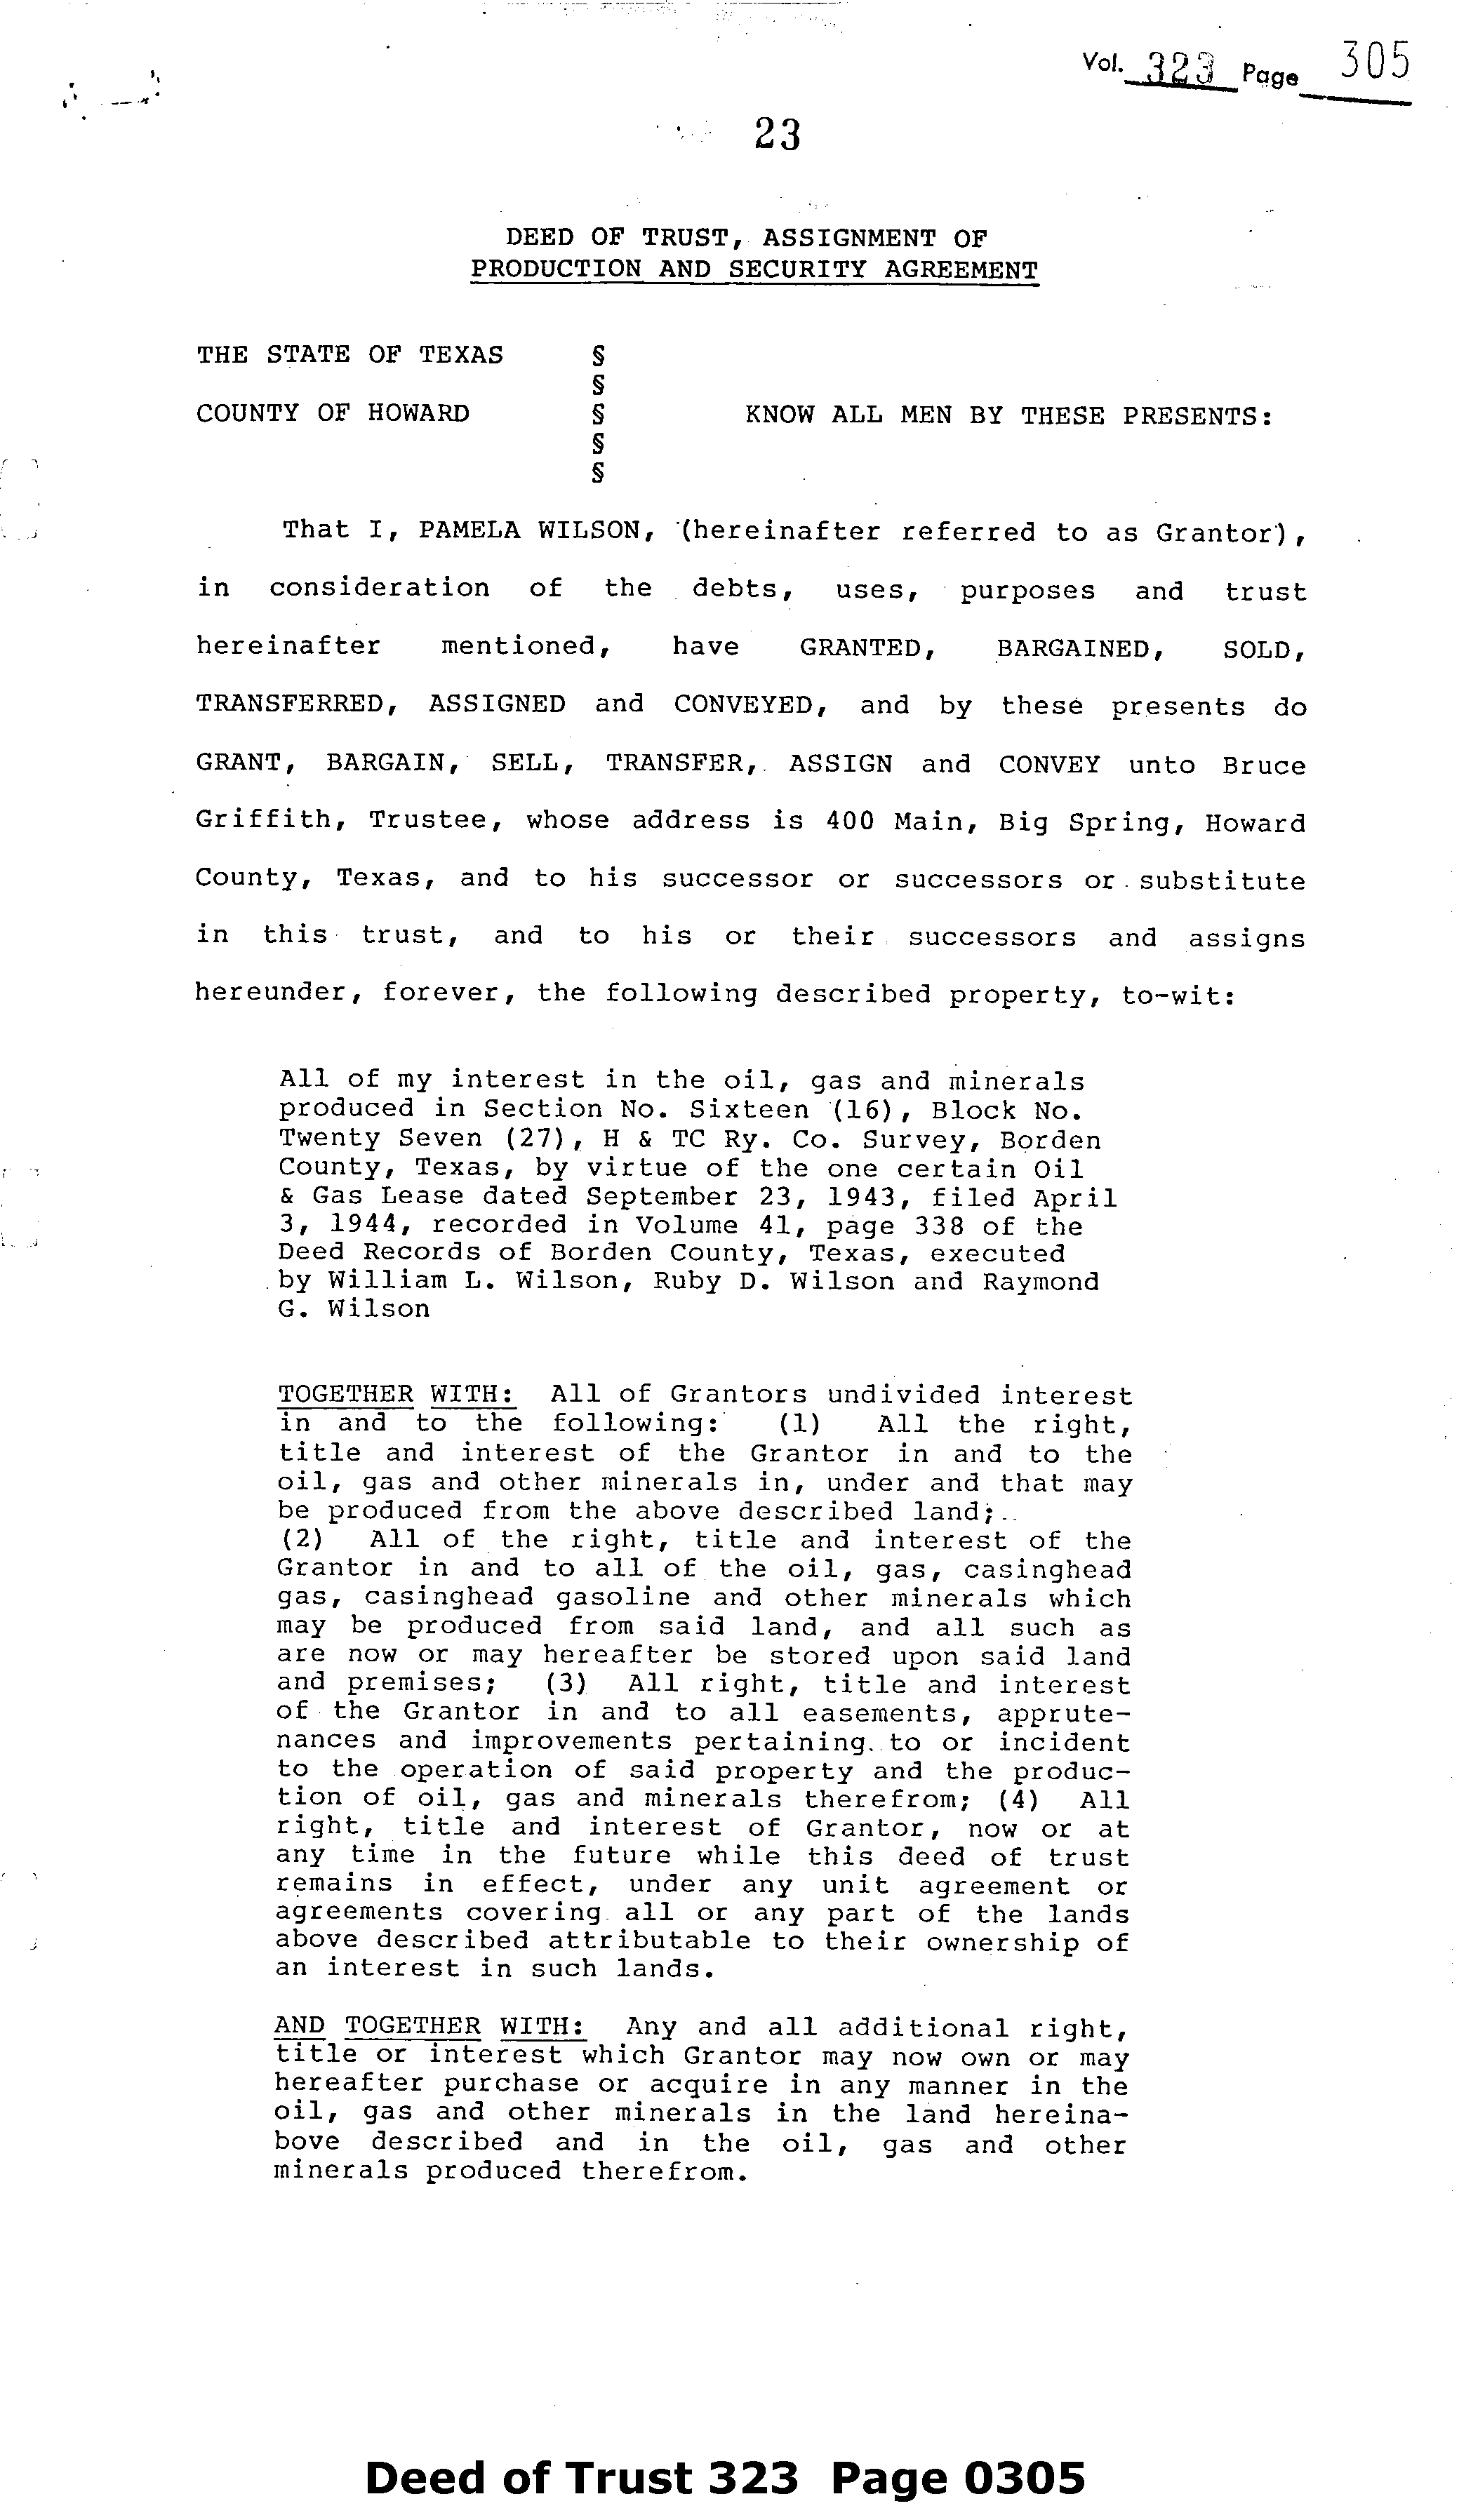 Vol. 323 Page 305
23
DEED OF TRUST, ASSIGNMENT OF
PRODUCTION AND SECURITY AGREEMENT
THE STATE OF TEXAS §
§
COUNTY OF HOWARD § KNOW ALL MEN BY THESE PRESENTS:
§
§
That I, PAMELA WILSON, (hereinafter referred to as Grantor),
in consideration of the debts, uses, purposes and trust
hereinafter mentioned, have GRANTED, BARGAINED, SOLD,
TRANSFERRED, ASSIGNED and CONVEYED, and by these presents do
GRANT, BARGAIN, SELL, TRANSFER, ASSIGN and CONVEY unto Bruce
Griffith, Trustee, whose address is 400 Main, Big Spring, Howard
County, Texas, and to his successor or successors or substitute
in this trust, and to his or their successors and assigns
hereunder, forever, the following described property, to-wit:
All of my interest in the oil, gas and minerals
produced in Section No. Sixteen (16), Block No.
Twenty Seven (27), H & TC Ry. Co. Survey, Borden
County, Texas, by virtue of the one certain Oil
& Gas Lease dated September 23, 1943, filed April
3, 1944, recorded in Volume 41, page 338 of the
Deed Records of Borden County, Texas, executed
by William L. Wilson, Ruby D. Wilson and Raymond
G. Wilson
TOGETHER WITH: All of Grantors undivided interest
in and to the following: (1) All the right,
title and interest of the Grantor in and to the
oil, gas and other minerals in, under and that may
be produced from the above described land;
(2) All of the right, title and interest of the
Grantor in and to all of the oil, gas, casinghead
gas, casinghead gasoline and other minerals which
may be produced from said land, and all such as
are now or may hereafter be stored upon said land
and premises; (3) All right, title and interest
of the Grantor in and to all easements, apprute-
nances and improvements pertaining to or incident
to the operation of said property and the produc-
tion of oil, gas and minerals therefrom; (4) All
right, title and interest of Grantor, now or at
any time in the future while this deed of trust
remains in effect, under any unit agreement or
agreements covering all or any part of the lands
above described attributable to their ownership of
an interest in such lands.
AND TOGETHER WITH: Any and all additional right,
title or interest which Grantor may now own or may
hereafter purchase or acquire in any manner in the
oil, gas and other minerals in the land hereina-
bove described and in the oil, gas and other
minerals produced therefrom.
Deed of Trust 323 Page 0305